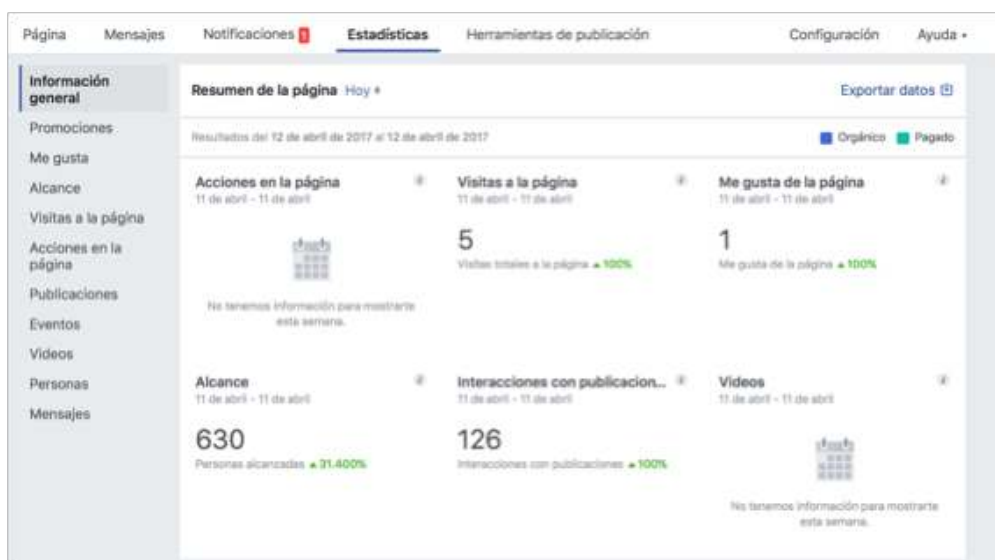 Página Mensajes Notificaciones 1 Estadísticas Herramientas de publicación Configuración Ayuda
Información
general
Promociones
Me gusta
Alcance
Visitas a la página
Acciones en la
página
Publicaciones
Eventos
Videos
Personas
Mensajes
Resumen de la página Hoy Exportar datos
Resultados del 12 de abril de 2017 al 12 de abril de 2017 Orgánico Pagado
Acciones en la página
11 de abril - 11 de abril
No tenemos información para mostrarte
esta semana.
Visitas a la página
11 de abril - 11 de abril
5
Visitas totales a la página 100%
Me gusta de la página
11 de abril - 11 de abril
1
Me gusta de la página 100%
Alcance
11 de abril - 11 de abril
630
Personas alcanzadas 31.400%
Interacciones con publicacion...
11 de abril - 11 de abril
126
Interacciones con publicaciones 100%
Videos
11 de abril - 11 de abril
No tenemos información para mostrarte
esta semana.